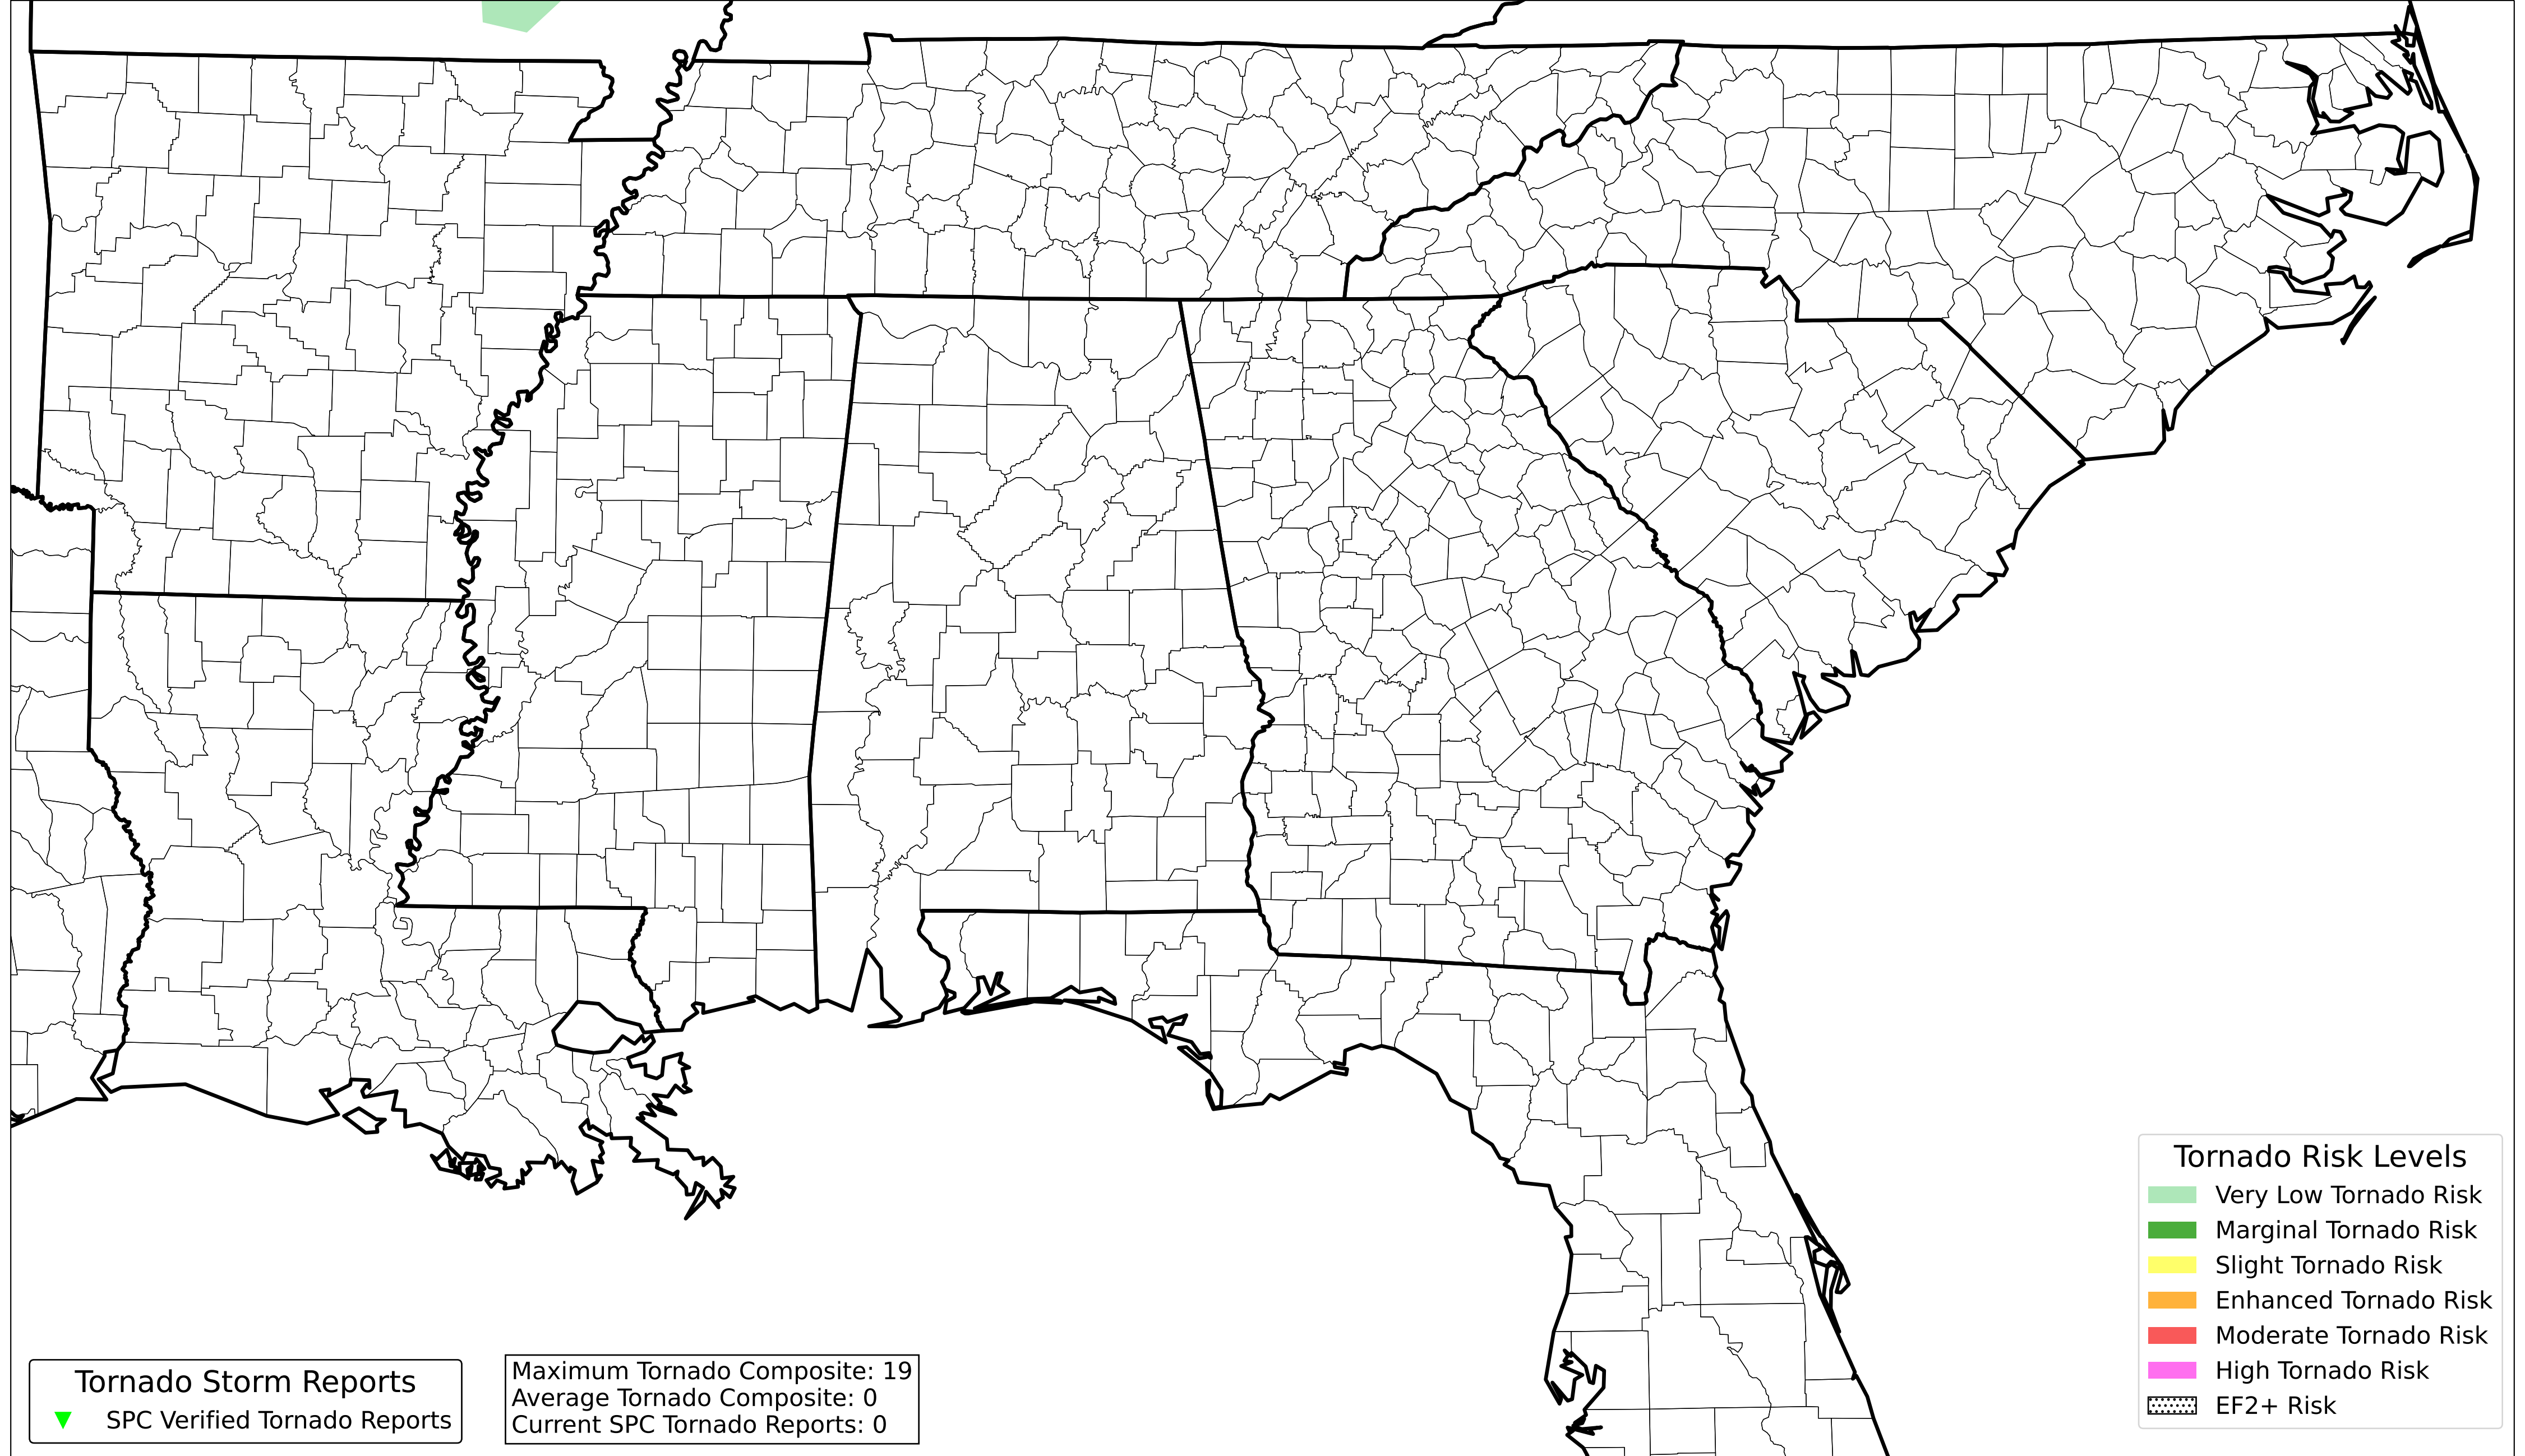 Tornado Risk Levels
Very Low Tornado Risk
Marginal Tornado Risk
Slight Tornado Risk
Enhanced Tornado Risk
Moderate Tornado Risk
High Tornado Risk
EF2+ Risk
Tornado Storm Reports
SPC Verified Tornado Reports
Maximum Tornado Composite: 19
Average Tornado Composite: 0
Current SPC Tornado Reports: 0